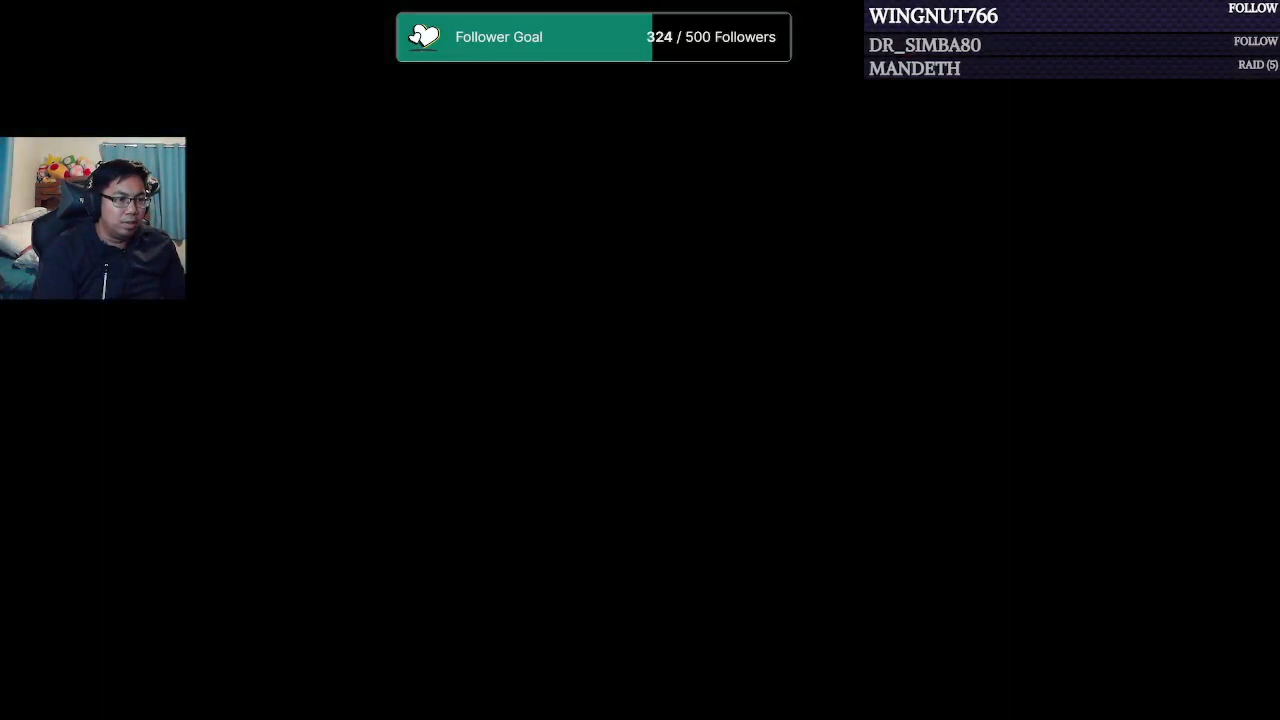 Follower Goal 324 / 500 Followers
WINGNUT766 FOLLOW
DR_SIMBA80 FOLLOW
MANDETH RAID (5)